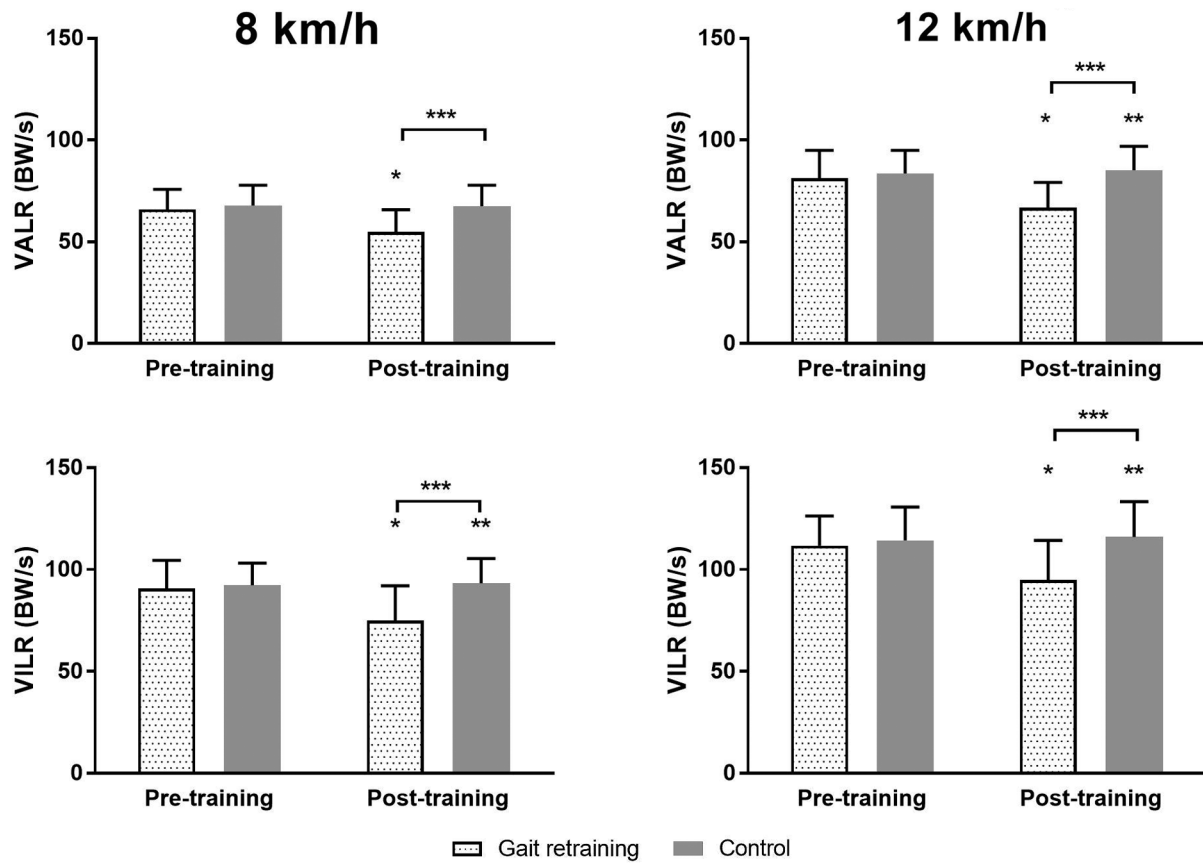 8 km/h
150
100
50
0
VALR (BW/s)
***
*
Pre-training Post-training
12 km/h
150
100
50
0
VALR (BW/s)
***
* **
Pre-training Post-training
150
100
50
0
VILR (BW/s)
***
* **
Pre-training Post-training
150
100
50
0
VILR (BW/s)
***
* **
Pre-training Post-training
Gait retraining Control